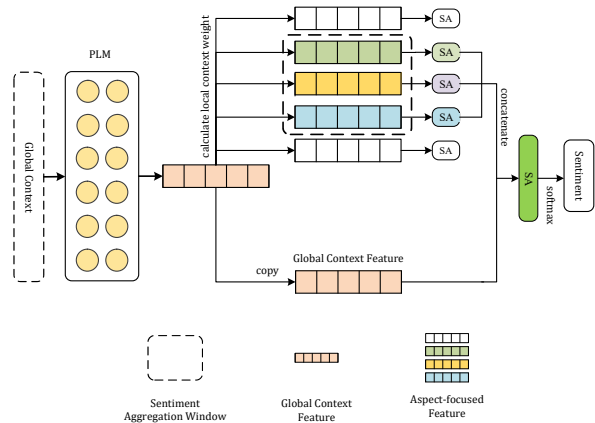 PLM
Global Context
calculate local context weight
SA
SA
SA
SA
SA
concatenate
SA
softmax
Sentiment
copy
Global Context Feature
Sentiment
Aggregation Window
Global Context
Feature
Aspect-focused
Feature